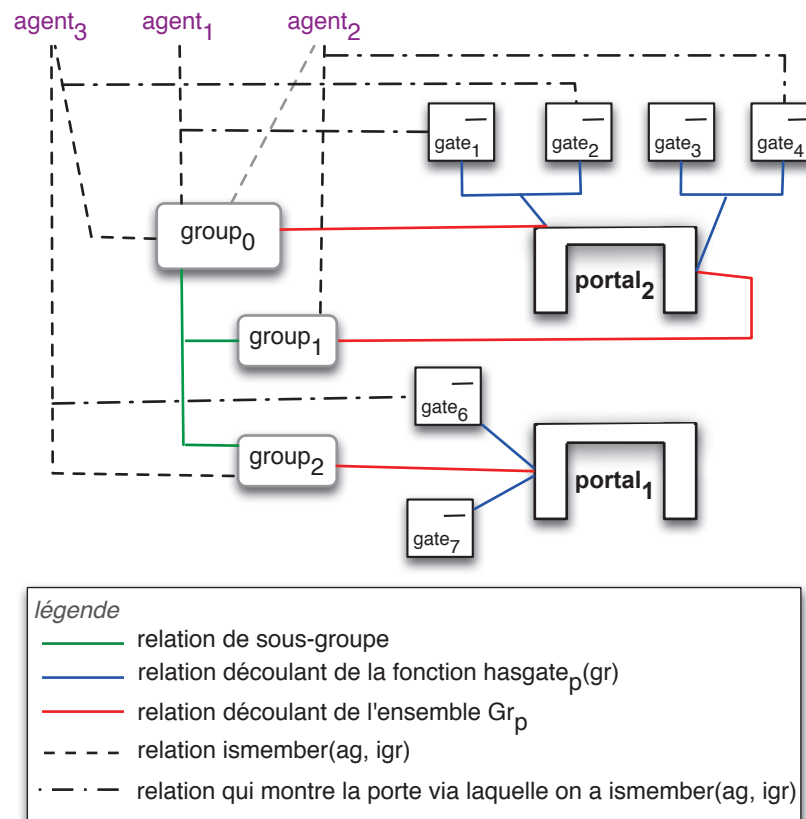 agent3 agent1 agent2
gate1 gate2 gate3 gate4
group0
portal2
group1
gate6
group2
portal1
gate7
légende
relation de sous-groupe
relation découlant de la fonction hasgatep(gr)
relation découlant de l'ensemble Grp
relation ismember(ag, igr)
relation qui montre la porte via laquelle on a ismember(ag, igr)